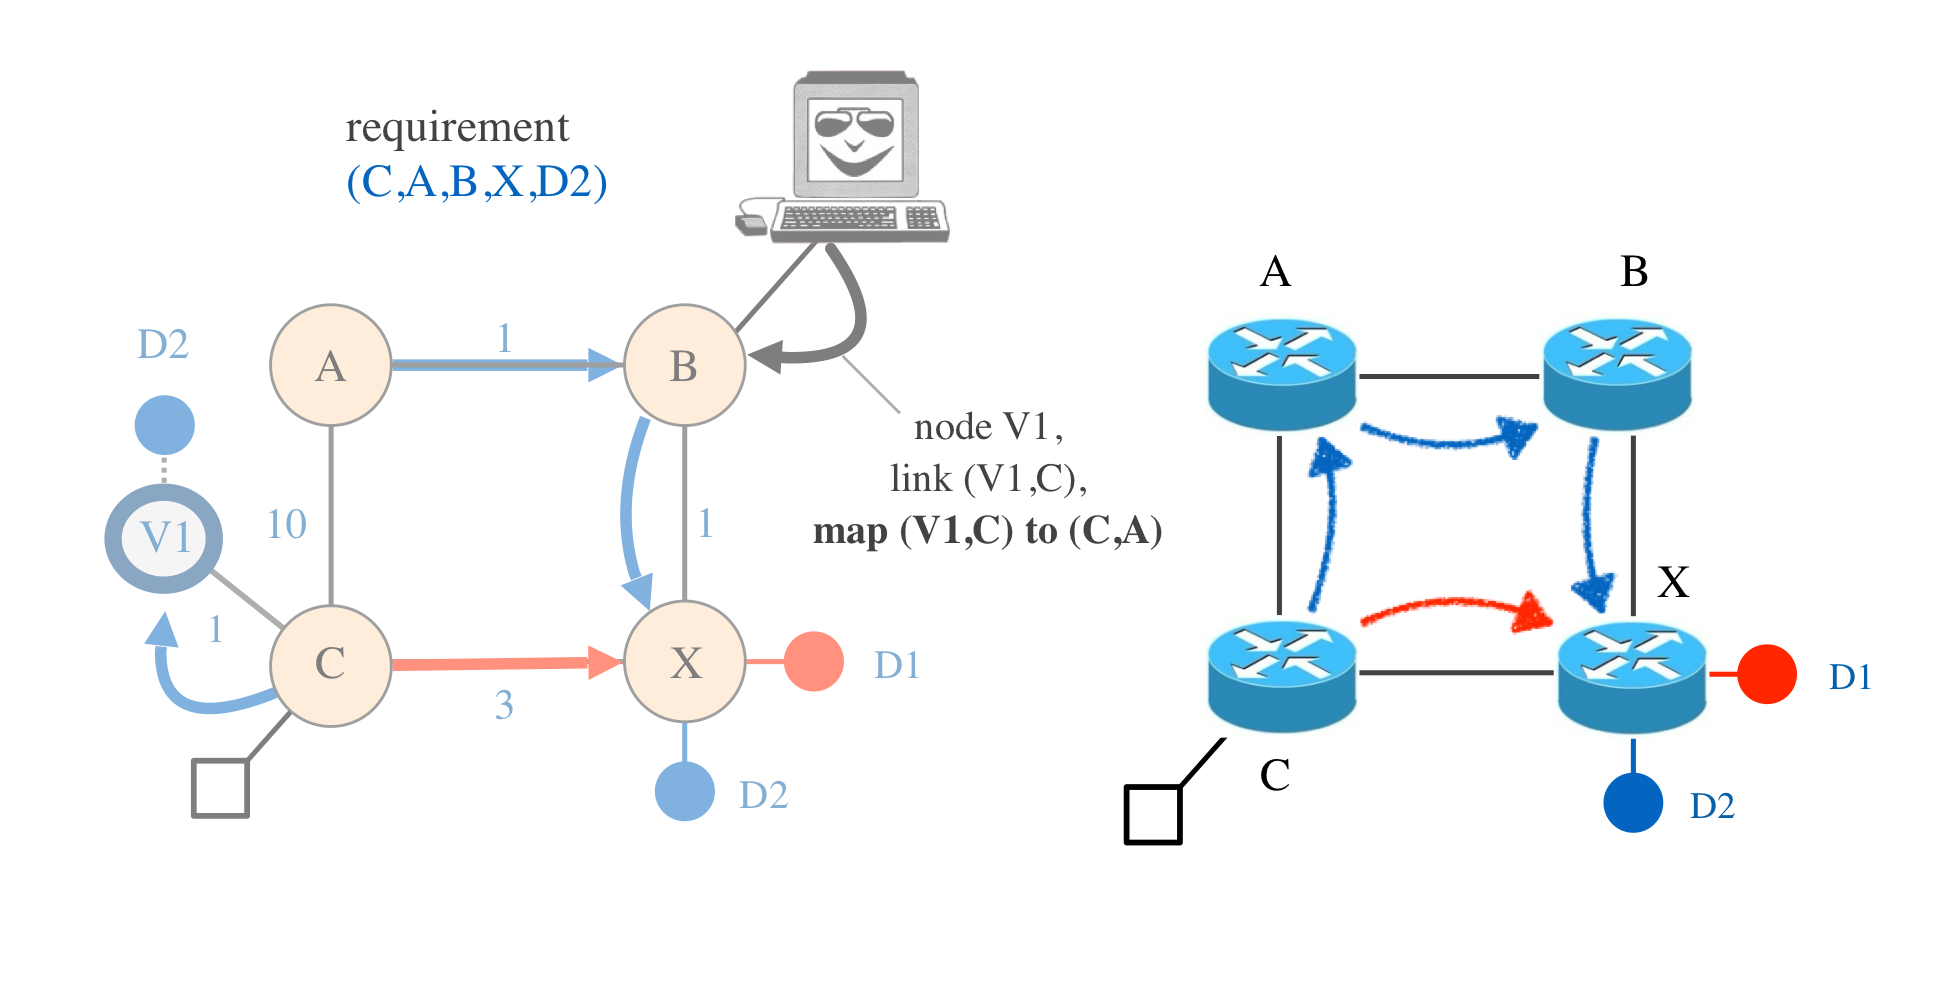 requirement
(C,A,B,X,D2)
A
B
D2
1
A
B
node V1,
link (V1,C),
map (V1,C) to (C,A)
V1
10
1
X
1
C
X
D1
D1
3
C
D2
D2